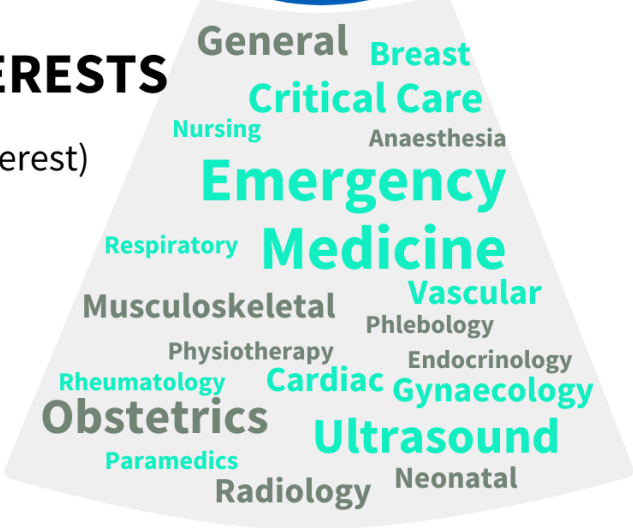 General
Breast
ERESTS
Critical Care
Nursing
Anaesthesia
erest)
Emergency
Respiratory
Medicine
Vascular
Musculoskeletal
Phlebology
Physiotherapy
Endocrinology
Rheumatology
Cardiac
Gynaecology
Obstetrics
Ultrasound
Paramedics
Neonatal
Radiology